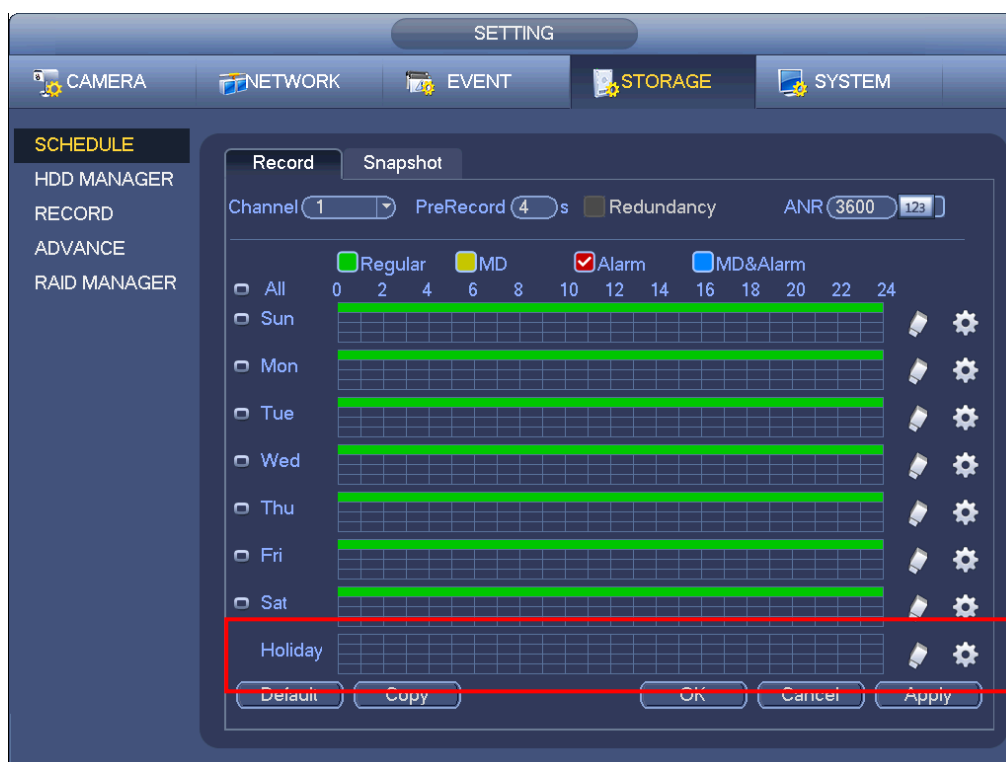 SETTING
CAMERA NETWORK EVENT STORAGE SYSTEM
SCHEDULE
HDD MANAGER
RECORD
ADVANCE
RAID MANAGER
Record Snapshot
Channel 1 PreRecord 4 s Redundancy ANR 3600 123
Regular MD Alarm MD&Alarm
All 0 2 4 6 8 10 12 14 16 18 20 22 24
Sun
Mon
Tue
Wed
Thu
Fri
Sat
Holiday
Default Copy OK Cancel Apply